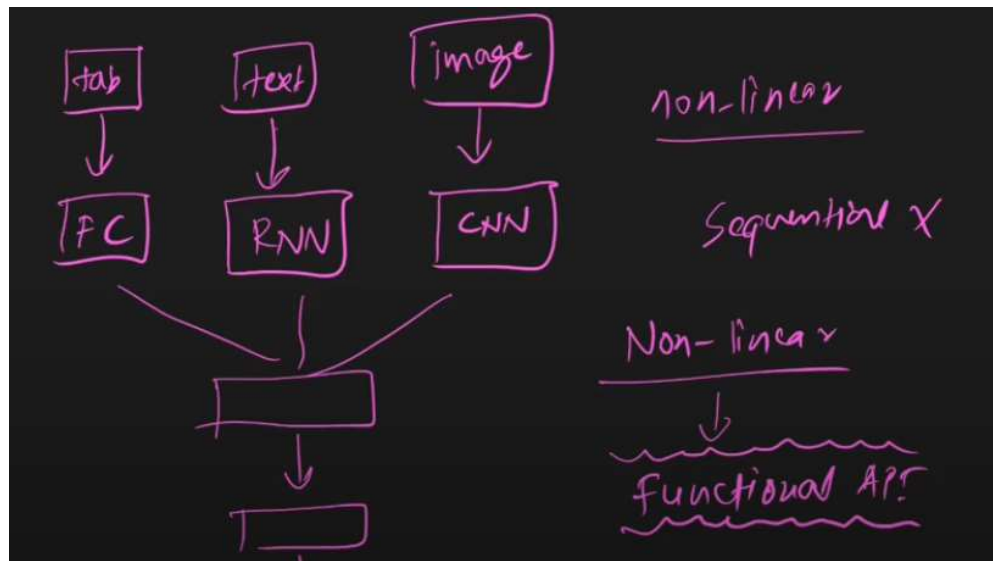 tab text image
FC RNN CNN
non-linear
Sequential X
Non-linear
Functional API